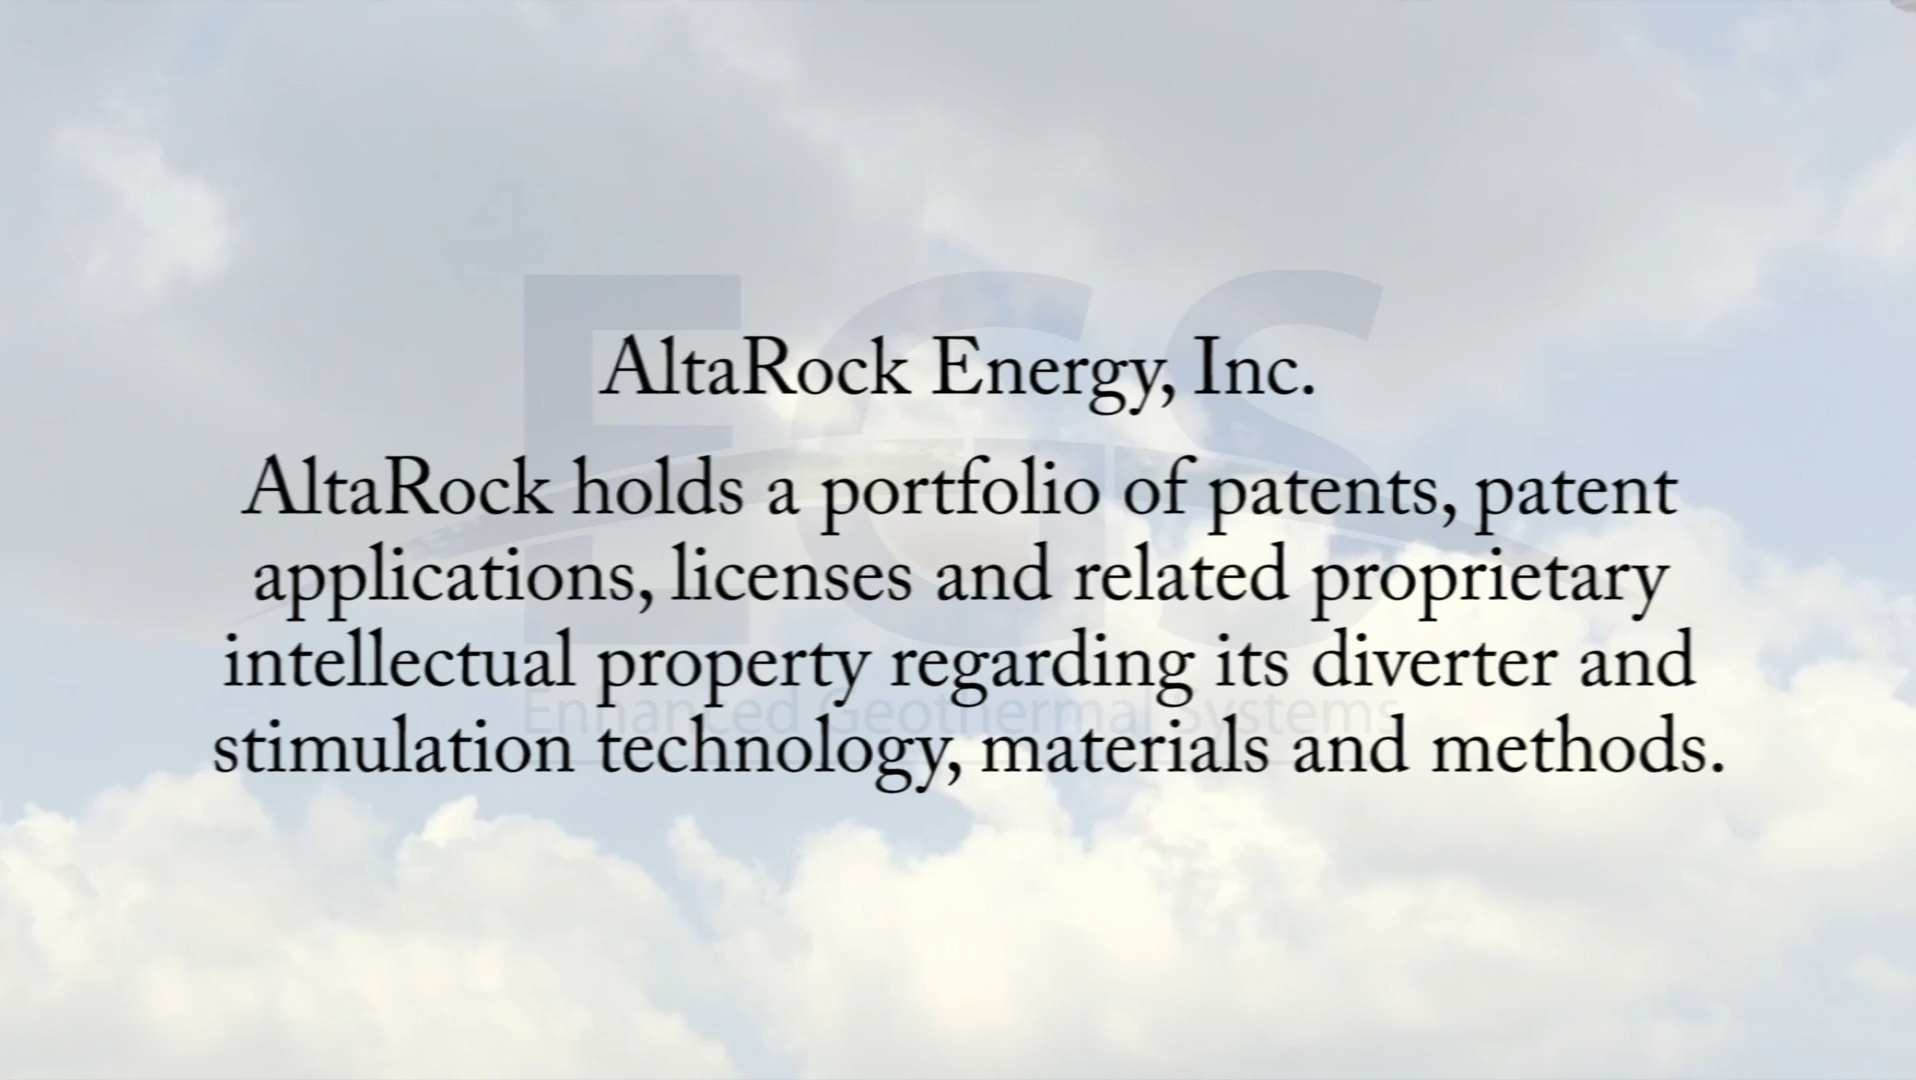 EGS
AltaRock Energy, Inc.
AltaRock holds a portfolio of patents, patent
applications, licenses and related proprietary
intellectual property regarding its diverter and
Enhanced Geothermal Systems
stimulation technology, materials and methods.